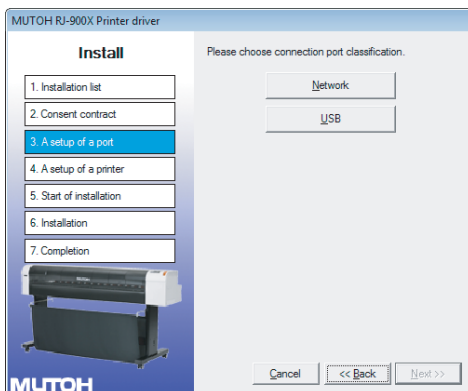 MUTOH RJ-900X Printer driver
Install
1. Installation list
2. Consent contract
3. A setup of a port
4. A setup of a printer
5. Start of installation
6. Installation
7. Completion
MUTOH
Please choose connection port classification.
Network
USB
Cancel
<< Back
Next >>